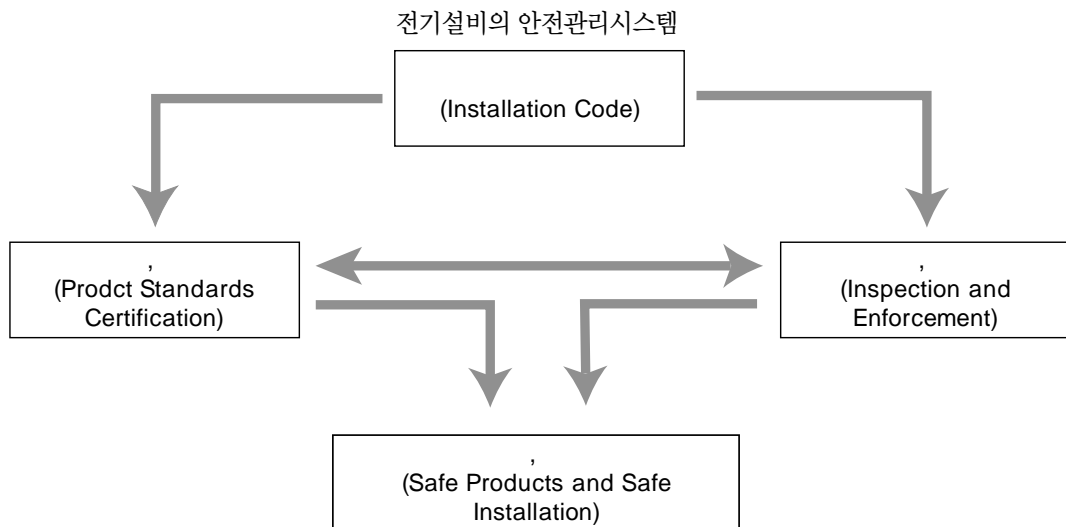 전기설비의 안전관리시스템
(Installation Code)
,
(Prodct Standards
Certification)
,
(Inspection and
Enforcement)
,
(Safe Products and Safe
Installation)